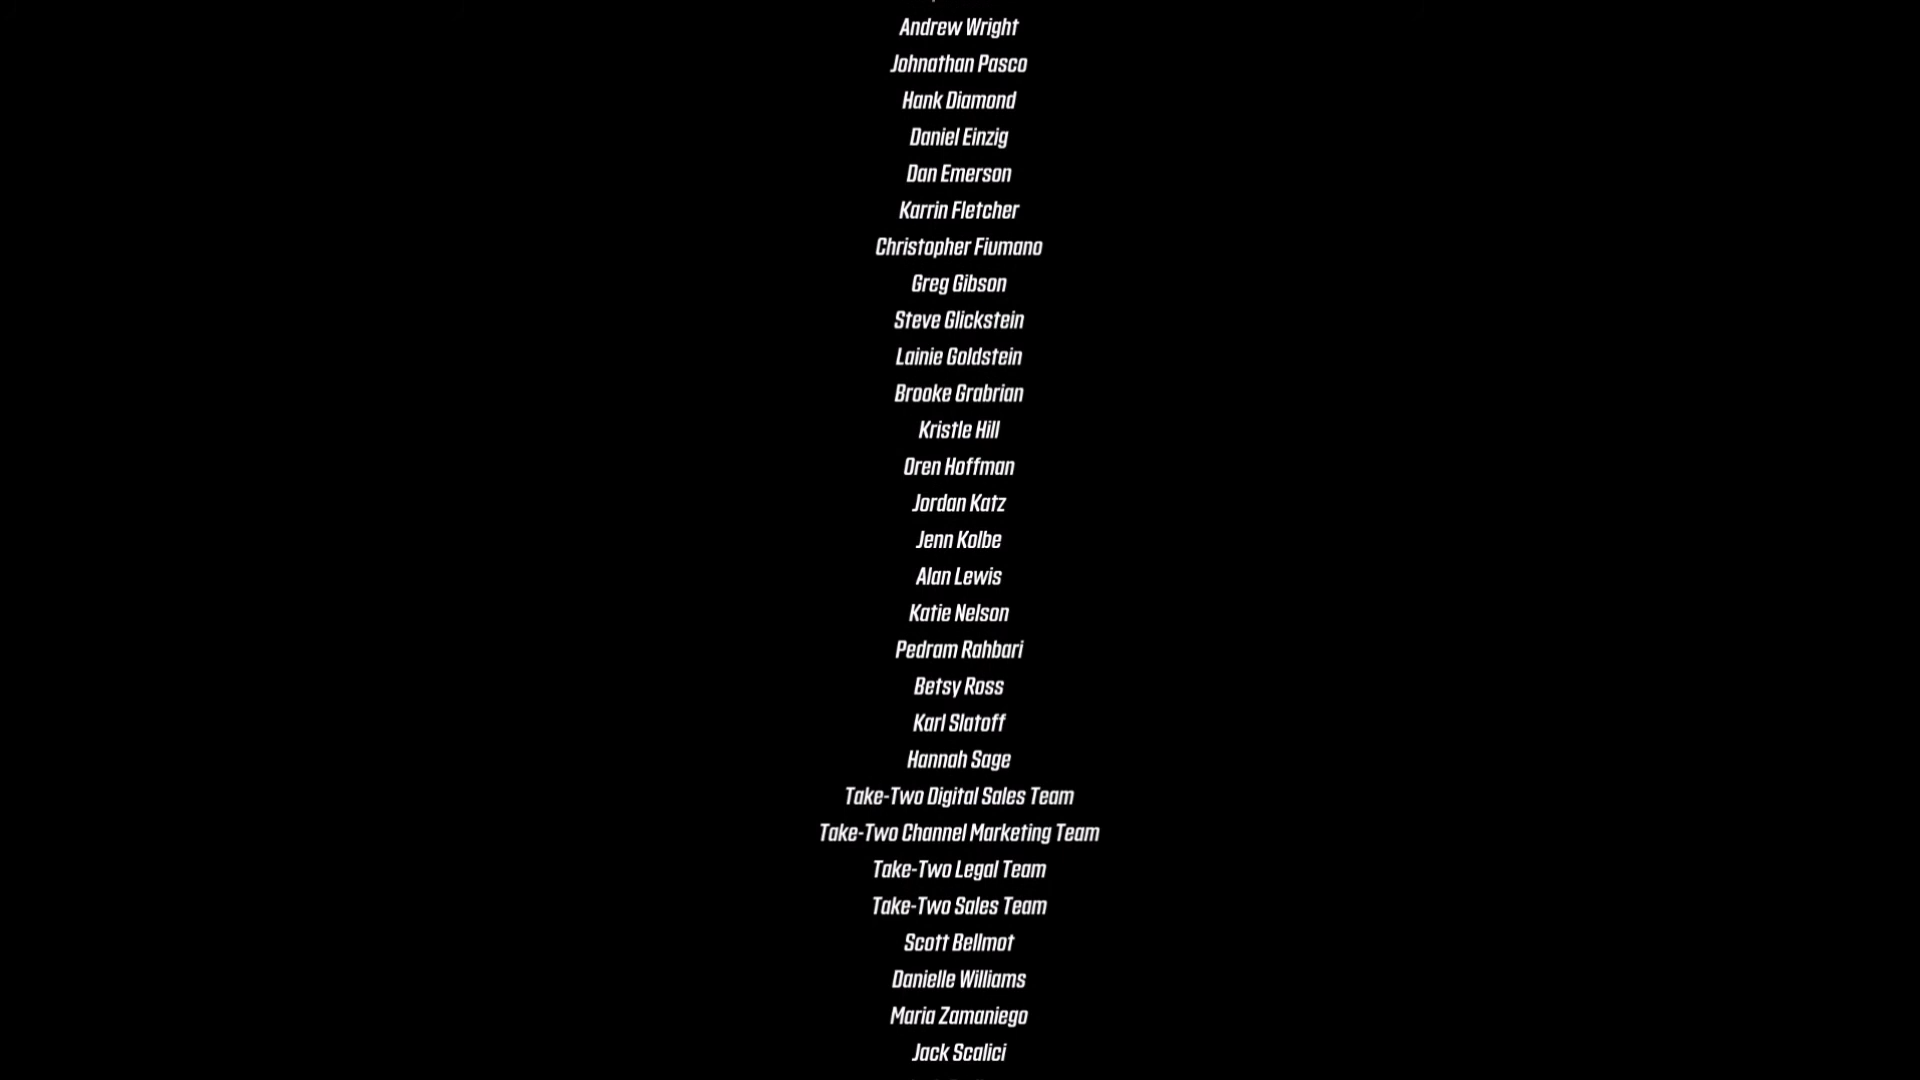 Andrew Wright
Johnathan Pasco
Hank Diamond
Daniel Einzig
Dan Emerson
Karrin Fletcher
Christopher Fiumano
Greg Gibson
Steve Glickstein
Lainie Goldstein
Brooke Grabrian
Kristle Hill
Oren Hoffman
Jordan Katz
Jenn Kolbe
Alan Lewis
Katie Nelson
Pedram Rahbari
Betsy Ross
Karl Slatoff
Hannah Sage
Take-Two Digital Sales Team
Take-Two Channel Marketing Team
Take-Two Legal Team
Take-Two Sales Team
Scott Bellmot
Danielle Williams
Maria Zamaniego
Jack Scalici